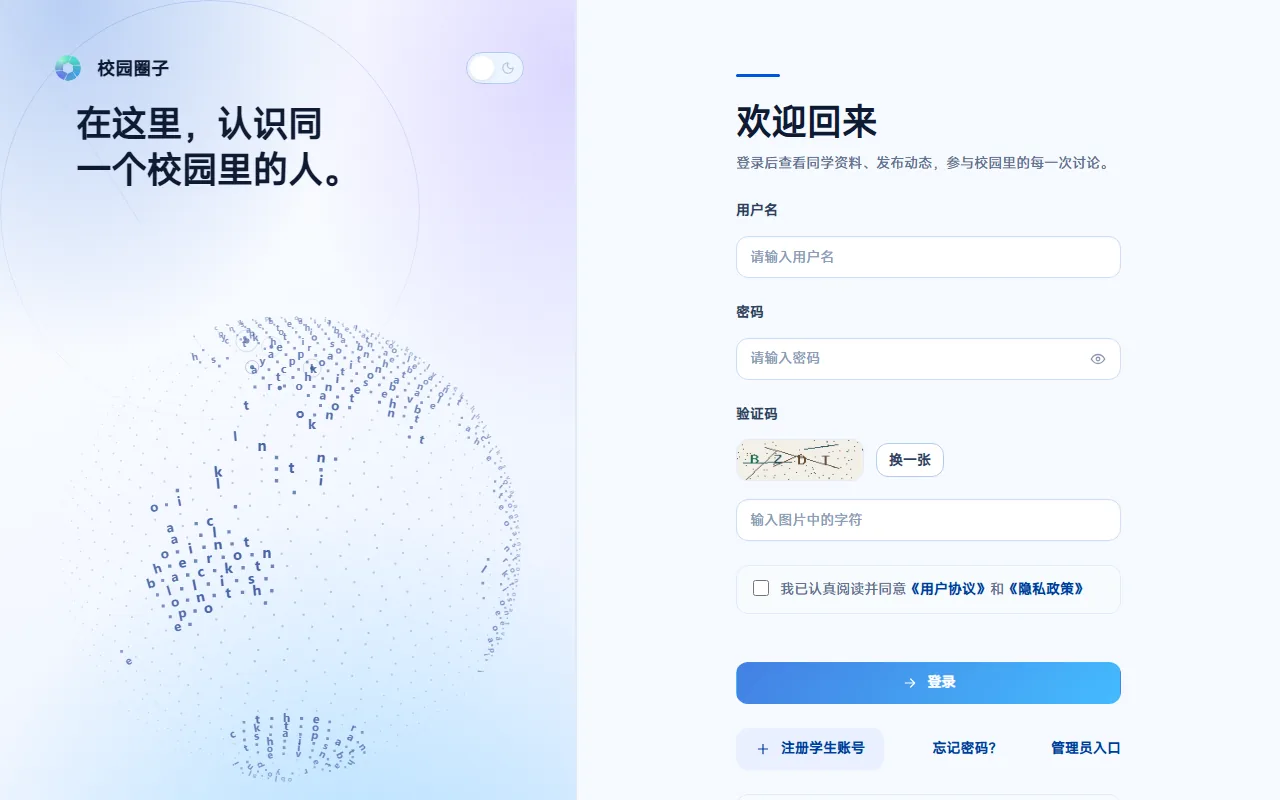 校园圈子
在这里，认识同
一个校园里的人。
欢迎回来
登录后查看同学资料、发布动态，参与校园里的每一次讨论。
用户名
请输入用户名
密码
请输入密码
验证码
B Z D T
换一张
输入图片中的字符
我已认真阅读并同意《用户协议》和《隐私政策》
登录
注册学生账号
忘记密码？
管理员入口